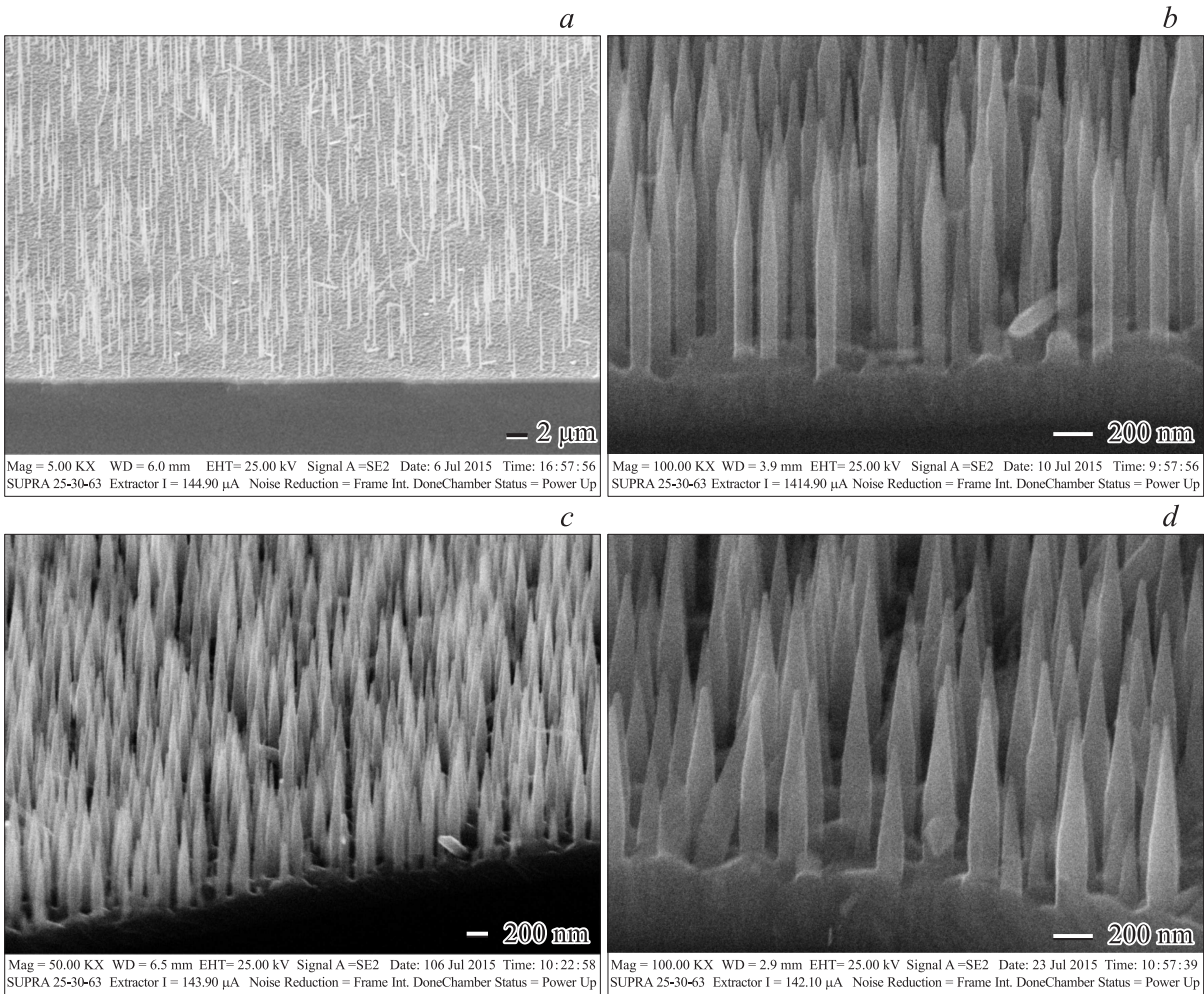 a
b
2 μm
200 nm
Mag = 5.00 KX WD = 6.0 mm EHT= 25.00 kV Signal A =SE2 Date: 6 Jul 2015 Time: 16:57:56
SUPRA 25-30-63 Extractor I = 144.90 μA Noise Reduction = Frame Int. DoneChamber Status = Power Up
Mag = 100.00 KX WD = 3.9 mm EHT= 25.00 kV Signal A =SE2 Date: 10 Jul 2015 Time: 9:57:56
SUPRA 25-30-63 Extractor I = 1414.90 μA Noise Reduction = Frame Int. DoneChamber Status = Power Up
c
d
200 nm
200 nm
Mag = 50.00 KX WD = 6.5 mm EHT= 25.00 kV Signal A =SE2 Date: 106 Jul 2015 Time: 10:22:58
SUPRA 25-30-63 Extractor I = 143.90 μA Noise Reduction = Frame Int. DoneChamber Status = Power Up
Mag = 100.00 KX WD = 2.9 mm EHT= 25.00 kV Signal A =SE2 Date: 23 Jul 2015 Time: 10:57:39
SUPRA 25-30-63 Extractor I = 142.10 μA Noise Reduction = Frame Int. DoneChamber Status = Power Up